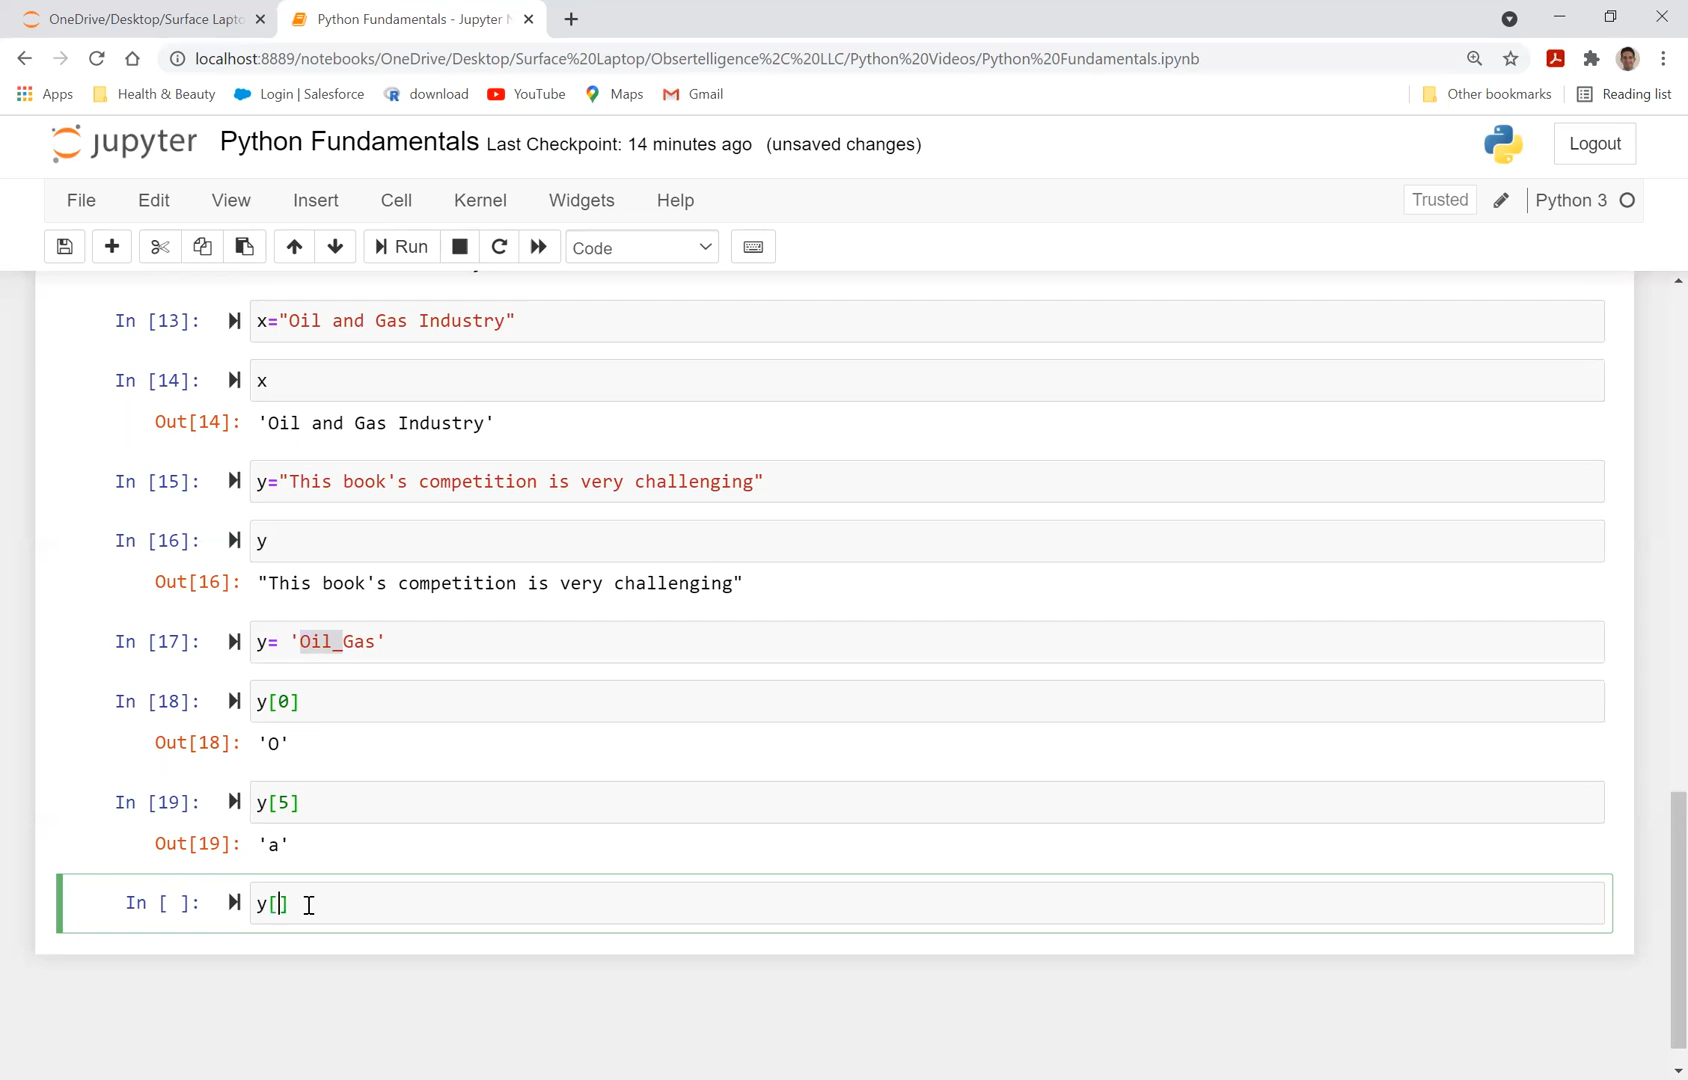 OneDrive/Desktop/Surface Lapto
Python Fundamentals - Jupyter N
localhost:8889/notebooks/OneDrive/Desktop/Surface%20Laptop/Obsertelligence%2C%20LLC/Python%20Videos/Python%20Fundamentals.ipynb
Apps Health & Beauty Login | Salesforce download YouTube Maps Gmail Other bookmarks Reading list
jupyter Python Fundamentals Last Checkpoint: 14 minutes ago (unsaved changes) Logout
File Edit View Insert Cell Kernel Widgets Help Trusted Python 3
Run Code
In [13]: x="Oil and Gas Industry"
In [14]: x
Out[14]: 'Oil and Gas Industry'
In [15]: y="This book's competition is very challenging"
In [16]: y
Out[16]: "This book's competition is very challenging"
In [17]: y= 'Oil_Gas'
In [18]: y[0]
Out[18]: 'O'
In [19]: y[5]
Out[19]: 'a'
In [ ]: y[]